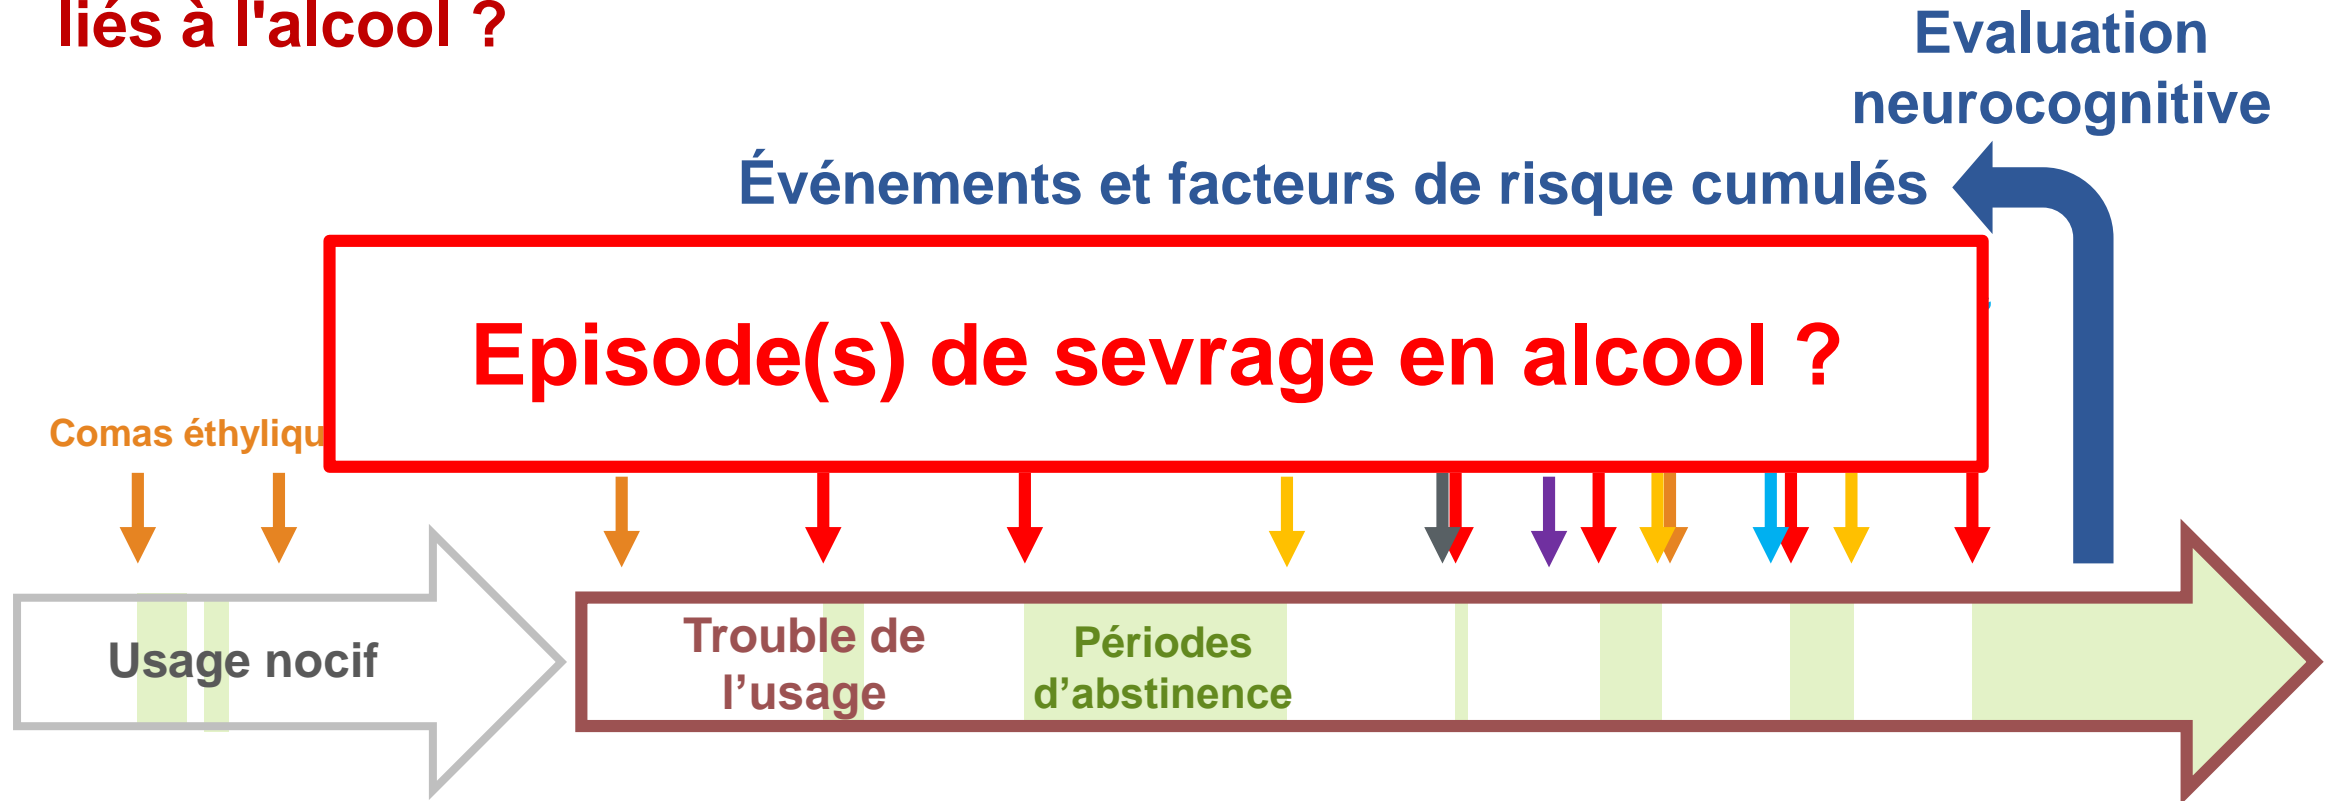 liés à l'alcool ?
Evaluation
neurocognitive
Événements et facteurs de risque cumulés
Episode(s) de sevrage en alcool ?
Comas éthyliqu
Usage nocif
Trouble de
l’usage
Périodes
d’abstinence